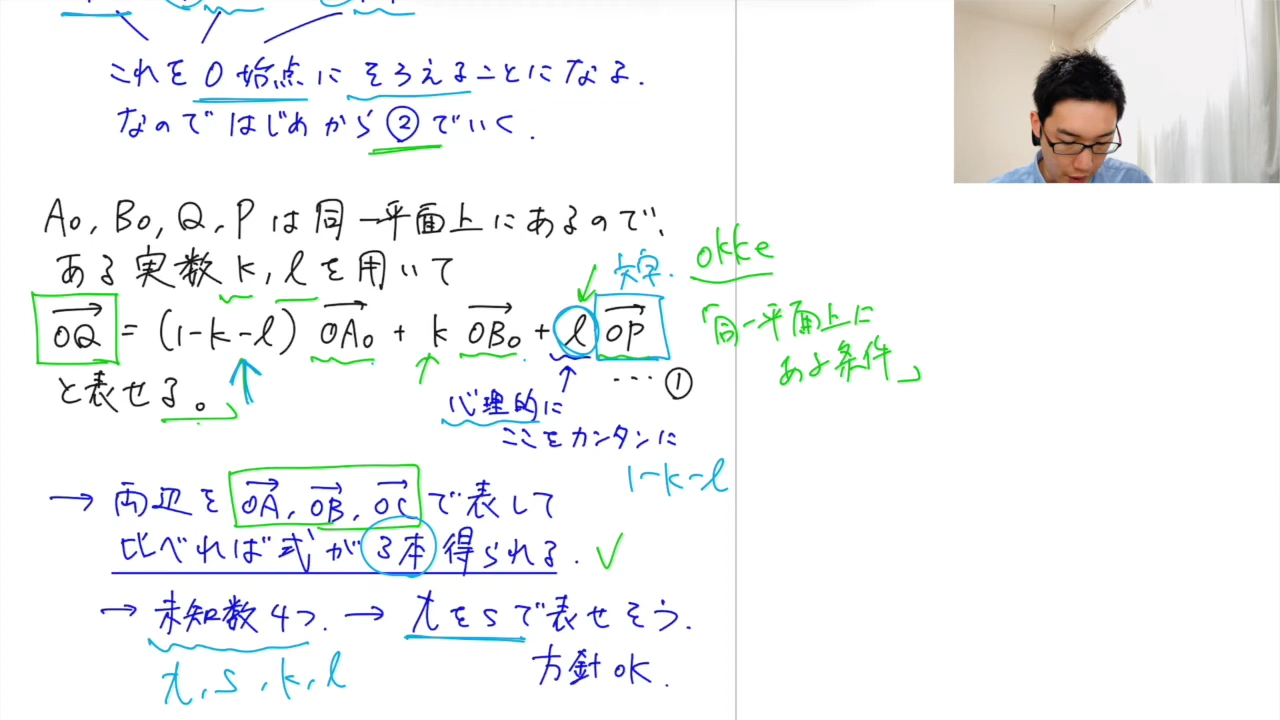 これを O 始点に そろえることになる.
なので はじめから ② でいく.
A₀, B₀, Q, P は同一平面上にあるので、
ある実数 k, l を用いて
文字.
okke
OQ→ = (1-k-l) OA₀→ + k OB₀→ + l OP→
… ①
「同一平面上に
ある条件」
と表せる。
心理的に
ここをカンタンに
1-k-l
→ 両辺を OA→, OB→, OC→ で表して
比べれば式が 3本 得られる. ✓
→ 未知数 4つ. → t を s で表せそう.
t, s, k, l
方針 OK.